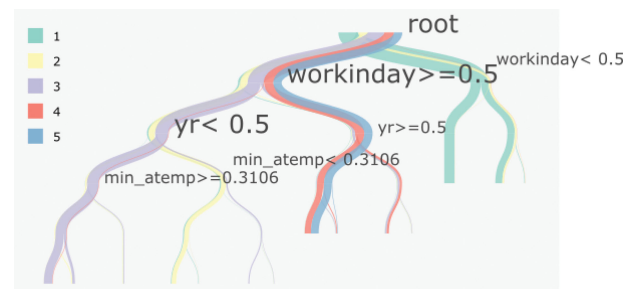 root
1
workinday< 0.5
2
workinday>=0.5
3
4
yr< 0.5
yr>=0.5
5
min_atemp< 0.3106
min_atemp>=0.3106